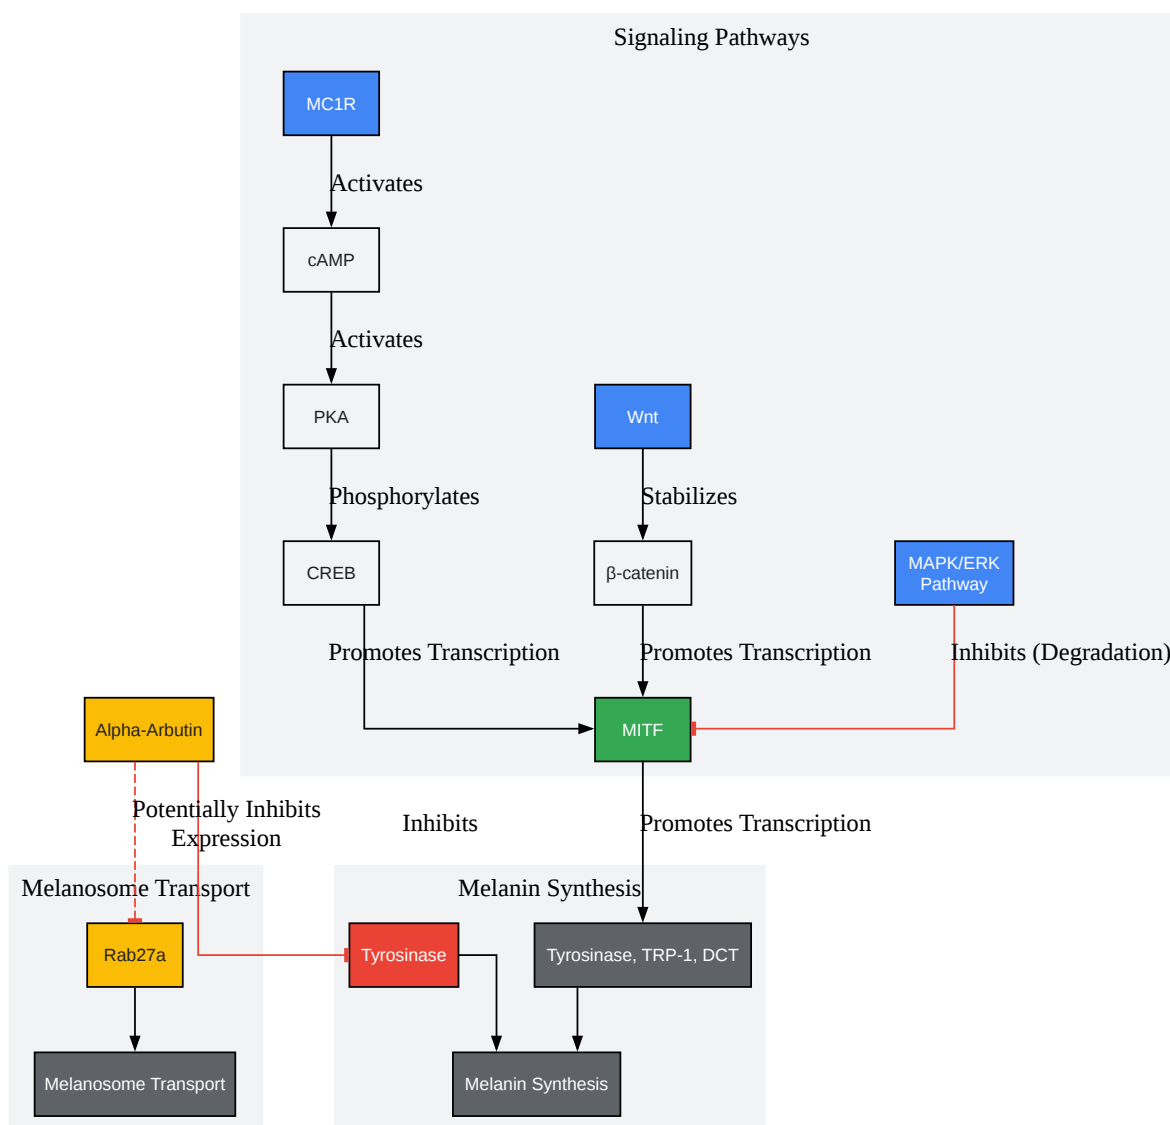 Signaling Pathways
MC1R
Activates
cAMP
Activates
PKA
Wnt
Phosphorylates
Stabilizes
CREB
β-catenin
MAPK/ERK
Pathway
Promotes Transcription
Promotes Transcription
Inhibits (Degradation)
Alpha-Arbutin
MITF
Potentially Inhibits
Expression
Inhibits
Promotes Transcription
Melanosome Transport
Melanin Synthesis
Rab27a
Tyrosinase
Tyrosinase, TRP-1, DCT
Melanosome Transport
Melanin Synthesis